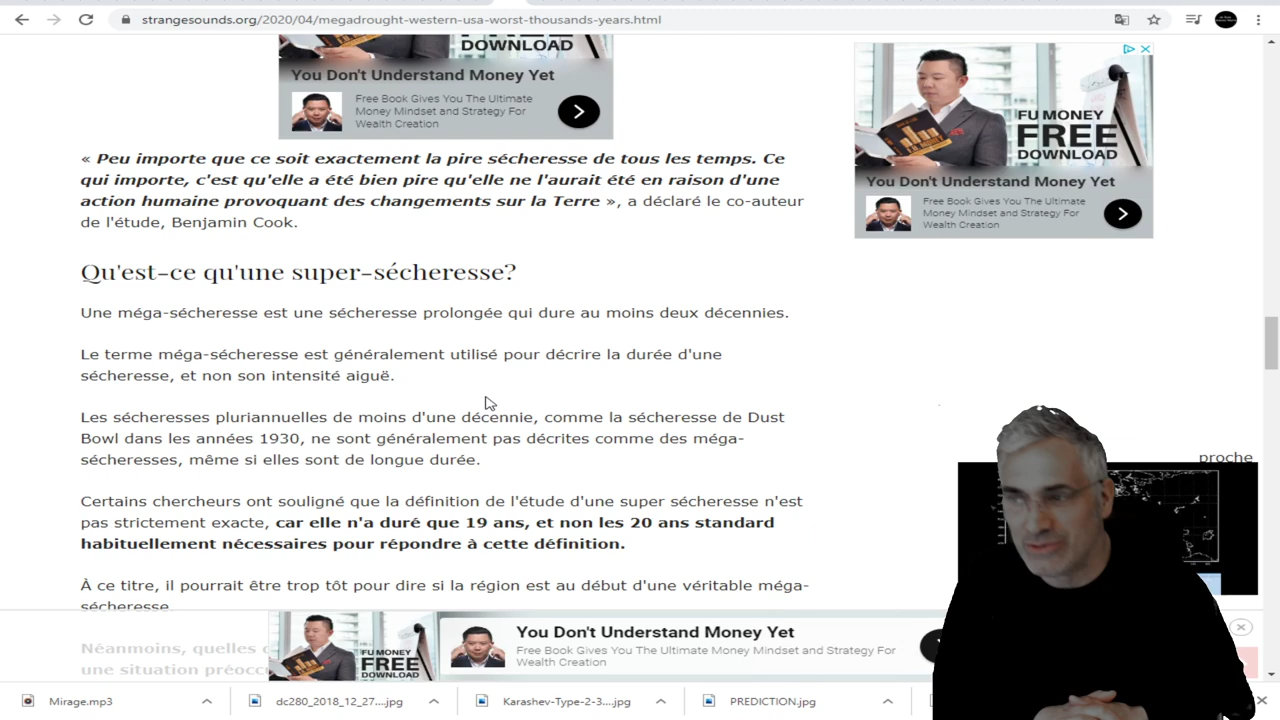 strangesounds.org/2020/04/megadrought-western-usa-worst-thousands-years.html
DOWNLOAD
You Don't Understand Money Yet
Free Book Gives You The Ultimate
Money Mindset and Strategy For
Wealth Creation
« Peu importe que ce soit exactement la pire sécheresse de tous les temps. Ce
qui importe, c'est qu'elle a été bien pire qu'elle ne l'aurait été en raison d'une
action humaine provoquant des changements sur la Terre », a déclaré le co-auteur
de l'étude, Benjamin Cook.
FU MONEY
FREE
DOWNLOAD
You Don't Understand Money Yet
Free Book Gives You The Ultimate
Money Mindset and Strategy For
Wealth Creation
Qu'est-ce qu'une super-sécheresse?
Une méga-sécheresse est une sécheresse prolongée qui dure au moins deux décennies.
Le terme méga-sécheresse est généralement utilisé pour décrire la durée d'une
sécheresse, et non son intensité aiguë.
Les sécheresses pluriannuelles de moins d'une décennie, comme la sécheresse de Dust
Bowl dans les années 1930, ne sont généralement pas décrites comme des méga-
sécheresses, même si elles sont de longue durée.
proche
Certains chercheurs ont souligné que la définition de l'étude d'une super sécheresse n'est
pas strictement exacte, car elle n'a duré que 19 ans, et non les 20 ans standard
habituellement nécessaires pour répondre à cette définition.
À ce titre, il pourrait être trop tôt pour dire si la région est au début d'une véritable méga-
sécheresse.
Néanmoins, quelles
une situation
FU MONEY
FREE
You Don't Understand Money Yet
Free Book Gives You The Ultimate Money Mindset and Strategy For
Wealth Creation
Mirage.mp3
dc280_2018_12_27....jpg
Karashev-Type-2-3....jpg
PREDICTION.jpg